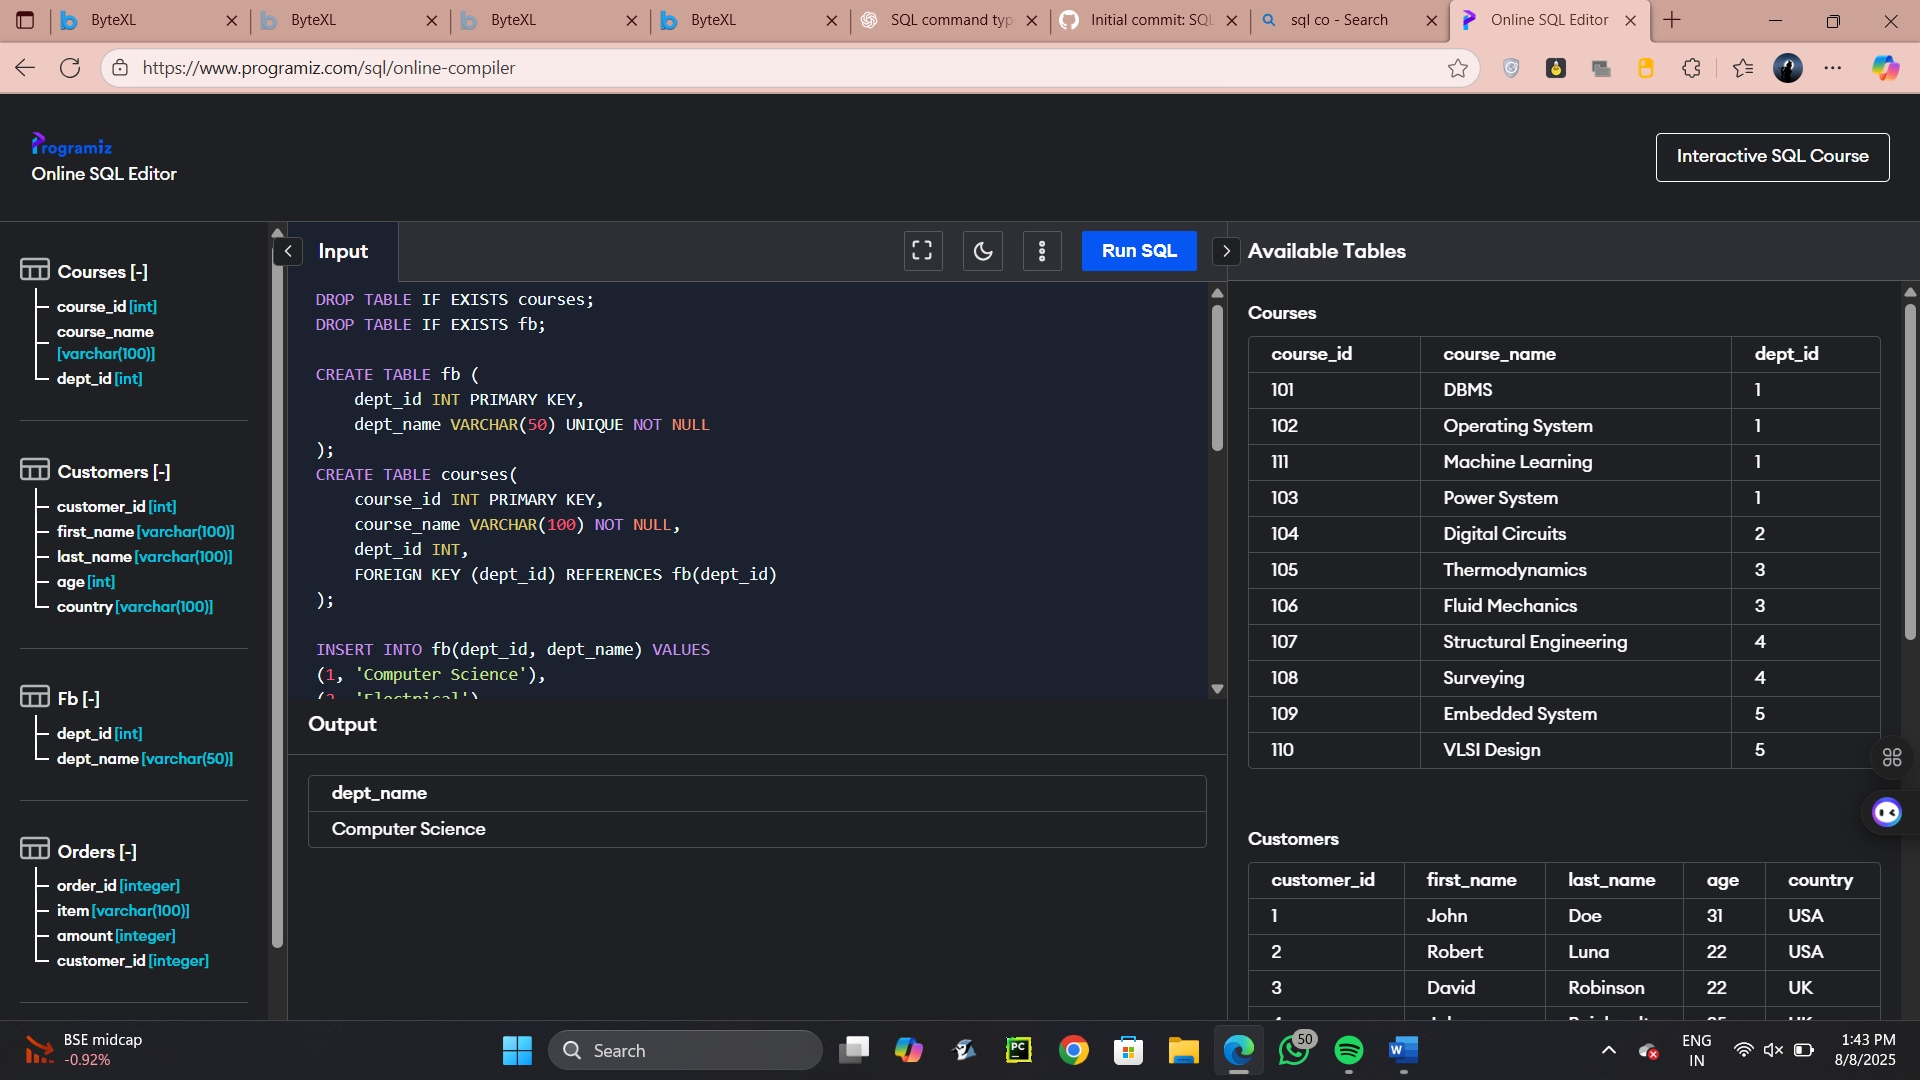 ByteXL
ByteXL
ByteXL
ByteXL
SQL command typ
Initial commit: SQL
sql co - Search
Online SQL Editor
https://www.programiz.com/sql/online-compiler
Programiz
Online SQL Editor
Interactive SQL Course
Courses [-]
course_id [int]
course_name
[varchar(100)]
dept_id [int]
Customers [-]
customer_id [int]
first_name [varchar(100)]
last_name [varchar(100)]
age [int]
country [varchar(100)]
Fb [-]
dept_id [int]
dept_name [varchar(50)]
Orders [-]
order_id [integer]
item [varchar(100)]
amount [integer]
customer_id [integer]
Input
Run SQL
DROP TABLE IF EXISTS courses;
DROP TABLE IF EXISTS fb;
CREATE TABLE fb (
dept_id INT PRIMARY KEY,
dept_name VARCHAR(50) UNIQUE NOT NULL
);
CREATE TABLE courses(
course_id INT PRIMARY KEY,
course_name VARCHAR(100) NOT NULL,
dept_id INT,
FOREIGN KEY (dept_id) REFERENCES fb(dept_id)
);
INSERT INTO fb(dept_id, dept_name) VALUES
(1, 'Computer Science'),
(2, 'Electrical')
Output
dept_name
Computer Science
Available Tables
Courses
course_id course_name dept_id
101 DBMS 1
102 Operating System 1
111 Machine Learning 1
103 Power System 1
104 Digital Circuits 2
105 Thermodynamics 3
106 Fluid Mechanics 3
107 Structural Engineering 4
108 Surveying 4
109 Embedded System 5
110 VLSI Design 5
Customers
customer_id first_name last_name age country
1 John Doe 31 USA
2 Robert Luna 22 USA
3 David Robinson 22 UK
BSE midcap
-0.92%
Search
PC
50
W
ENG
IN
1:43 PM
8/8/2025